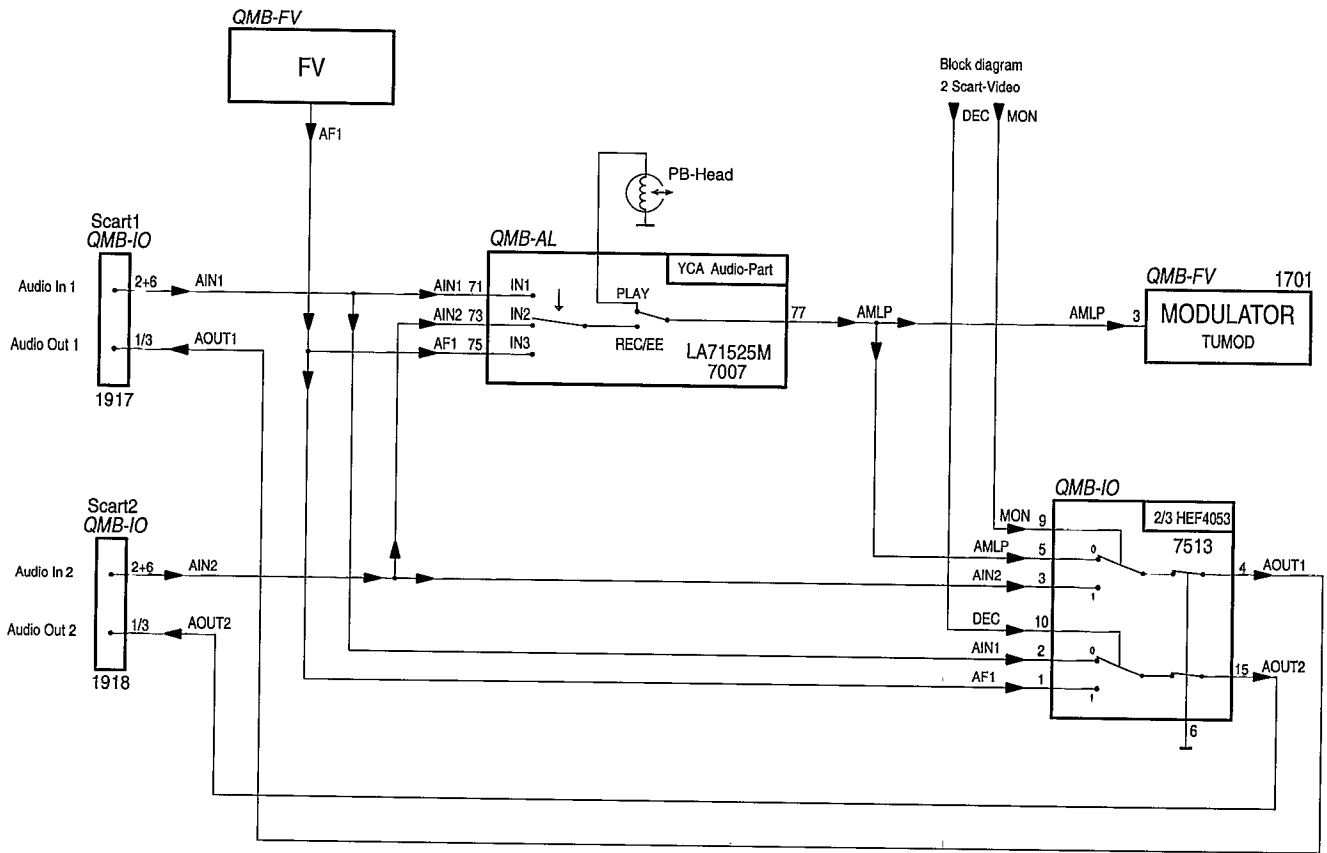 QMB-FV
FV
AF1
Block diagram
2 Scart-Video
DEC MON
PB-Head
Scart1
QMB-IO
Audio In 1
2+6
AIN1
Audio Out 1
1/3
AOUT1
1917
QMB-AL
YCA Audio-Part
AIN1 71 IN1
AIN2 73 IN2
AF1 75 IN3
PLAY
REC/EE
LA71525M
7007
77
AMLP
AMLP
3
QMB-FV 1701
MODULATOR
TUMOD
Scart2
QMB-IO
Audio In 2
2+6
AIN2
Audio Out 2
1/3
AOUT2
1918
QMB-IO
2/3 HEF4053
7513
MON 9
AMLP 5 0
AIN2 3 1
DEC 10
AIN1 2 0
AF1 1 1
4 AOUT1
15 AOUT2
6